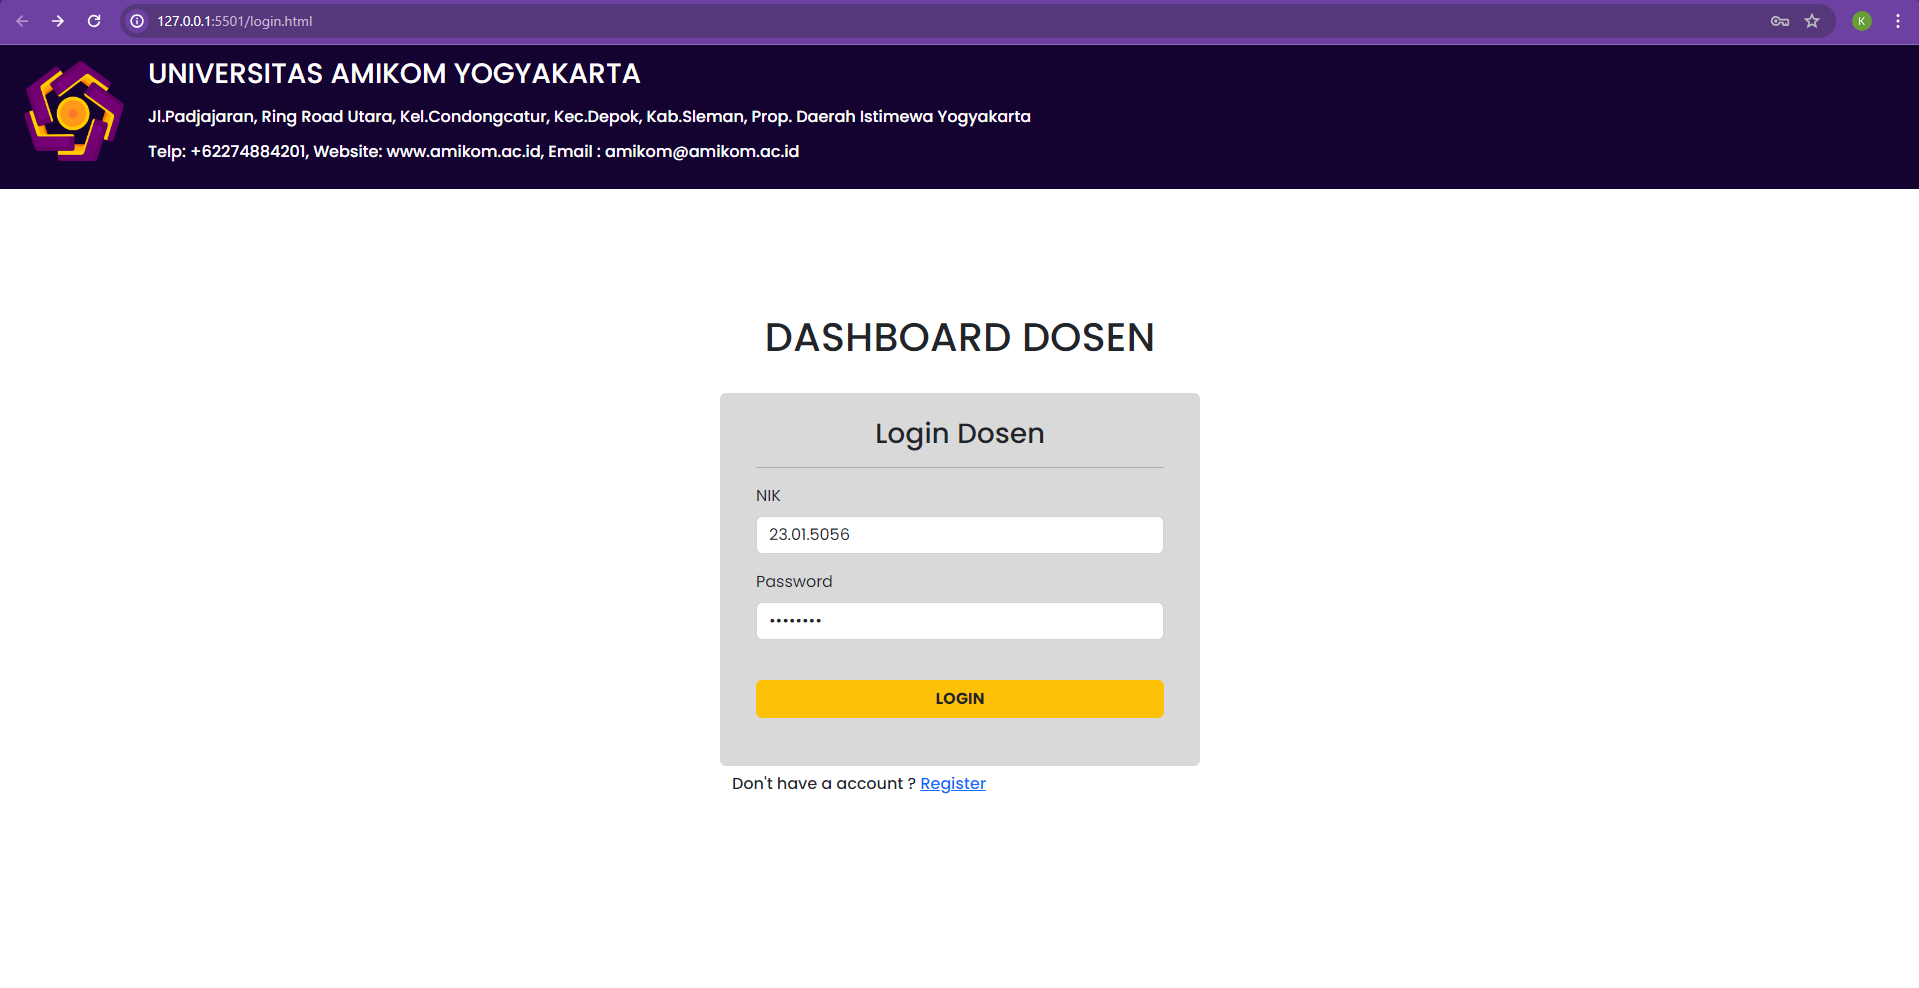 127.0.0.1:5501/login.html
K
UNIVERSITAS AMIKOM YOGYAKARTA
Jl.Padjajaran, Ring Road Utara, Kel.Condongcatur, Kec.Depok, Kab.Sleman, Prop. Daerah Istimewa Yogyakarta
Telp: +62274884201, Website: www.amikom.ac.id, Email : amikom@amikom.ac.id
DASHBOARD DOSEN
Login Dosen
NIK
23.01.5056
Password
••••••••
LOGIN
Don't have a account ? Register